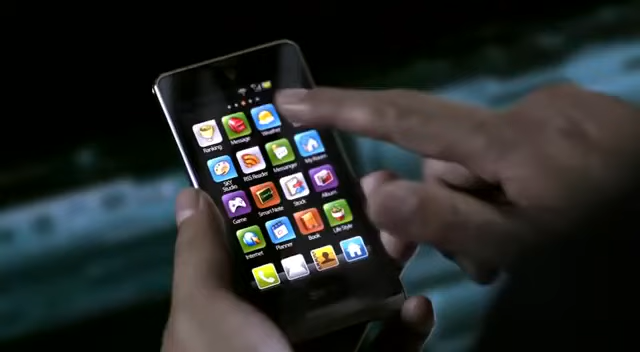 Ranking Message Weather
SKY Studio RSS Reader Messenger My Room
Game Smart Note Stock Album
Internet Planner Book Life Style